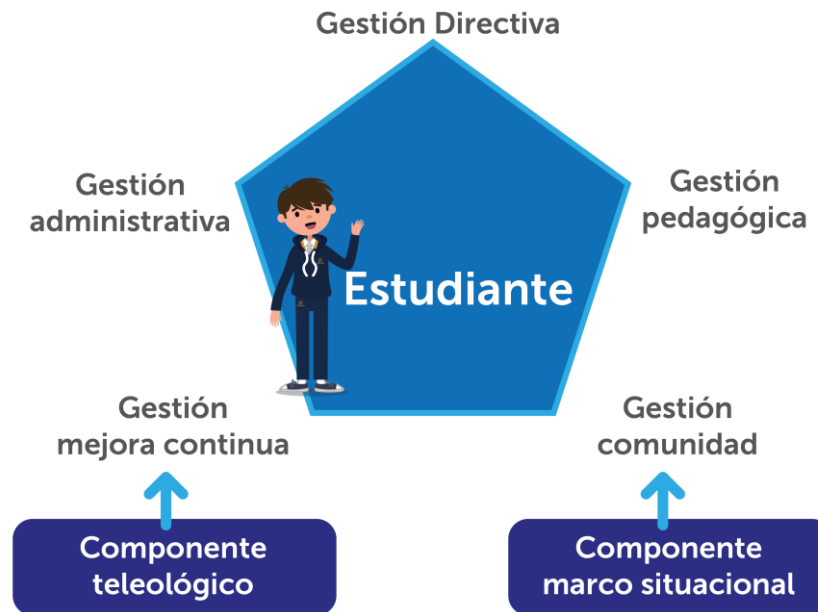 Gestión Directiva
Gestión
administrativa
Gestión
pedagógica
Estudiante
Gestión
mejora continua
Gestión
comunidad
Componente
teleológico
Componente
marco situacional